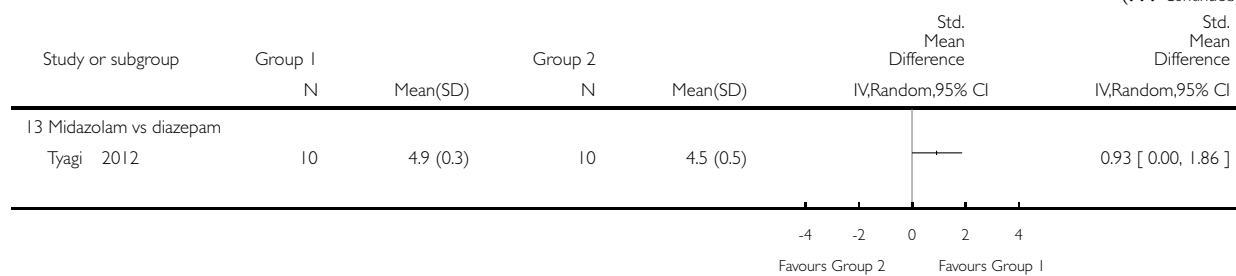 Std.
Mean
Difference
Std.
Mean
Difference
Study or subgroup Group 1 Group 2
N Mean(SD) N Mean(SD) IV,Random,95% CI IV,Random,95% CI
13 Midazolam vs diazepam
Tyagi 2012 10 4.9 (0.3) 10 4.5 (0.5) 0.93 [ 0.00, 1.86 ]
-4 -2 0 2 4
Favours Group 2 Favours Group 1